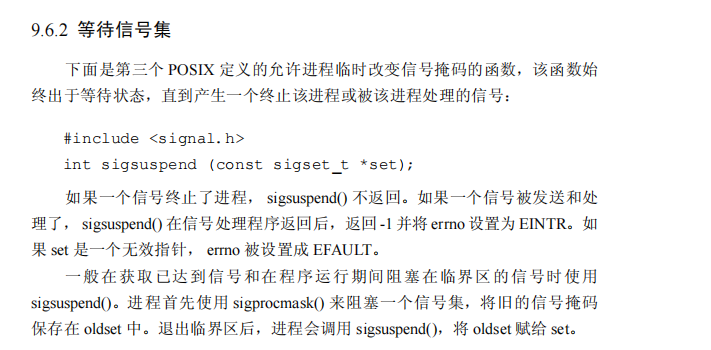 9.6.2 等待信号集
下面是第三个 POSIX 定义的允许进程临时改变信号掩码的函数，该函数始
终出于等待状态，直到产生一个终止该进程或被该进程处理的信号：
#include <signal.h>
int sigsuspend (const sigset_t *set);
如果一个信号终止了进程， sigsuspend() 不返回。如果一个信号被发送和处
理了， sigsuspend() 在信号处理程序返回后，返回 -1 并将 errno 设置为 EINTR。如
果 set 是一个无效指针， errno 被设置成 EFAULT。
一般在获取已达到信号和在程序运行期间阻塞在临界区的信号时使用
sigsuspend()。进程首先使用 sigprocmask() 来阻塞一个信号集，将旧的信号掩码
保存在 oldset 中。退出临界区后，进程会调用 sigsuspend()，将 oldset 赋给 set。